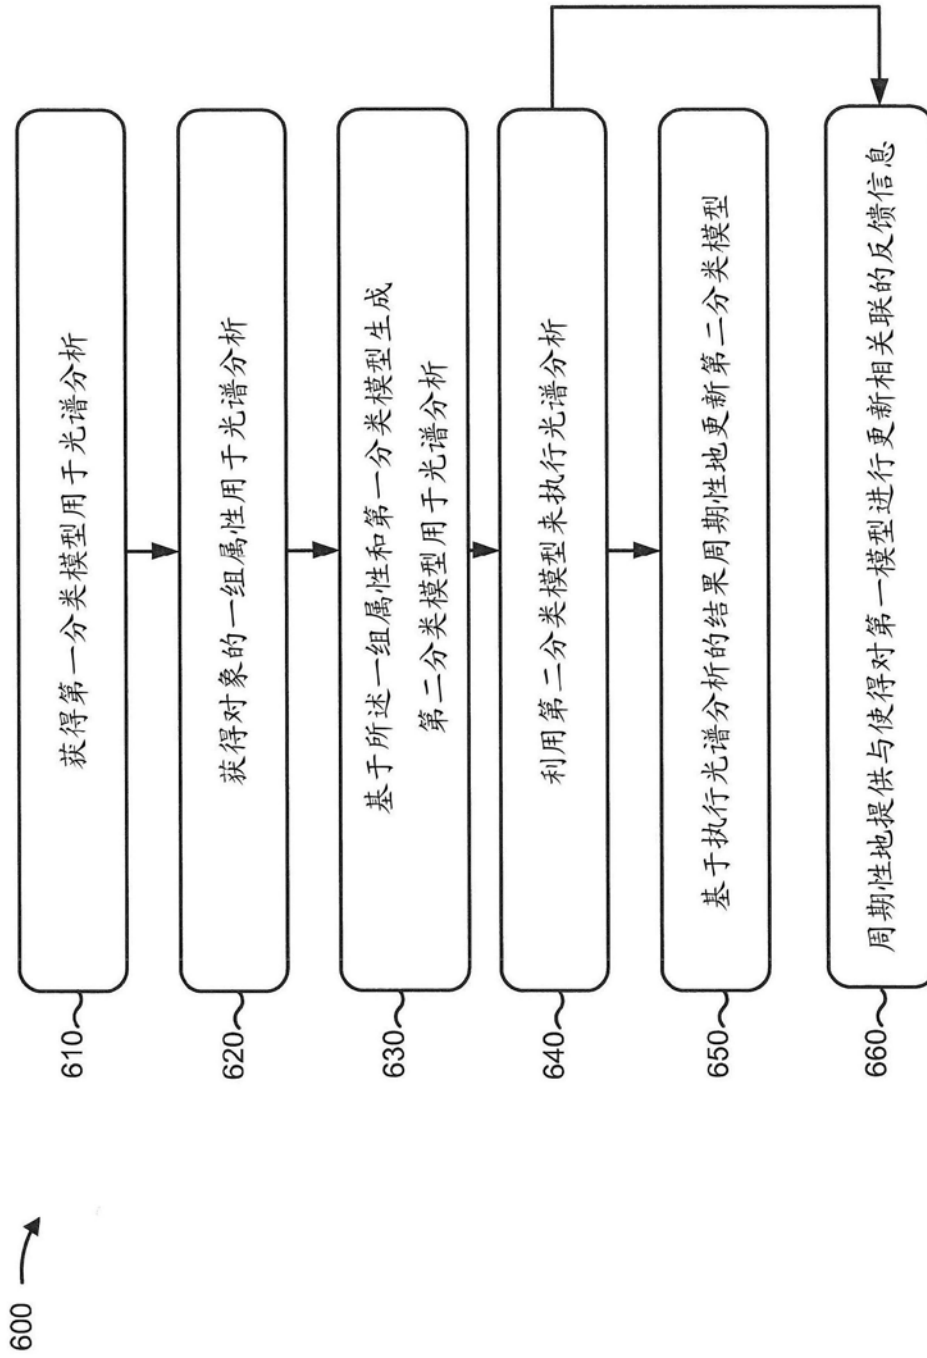 600
610
获得第一分类模型用于光谱分析
620
获得对象的一组属性用于光谱分析
630
基于所述一组属性和第一分类模型生成
第二分类模型用于光谱分析
640
利用第二分类模型来执行光谱分析
650
基于执行光谱分析的结果周期性地更新第二分类模型
660
周期性地提供与使得对第一模型进行更新相关联的反馈信息